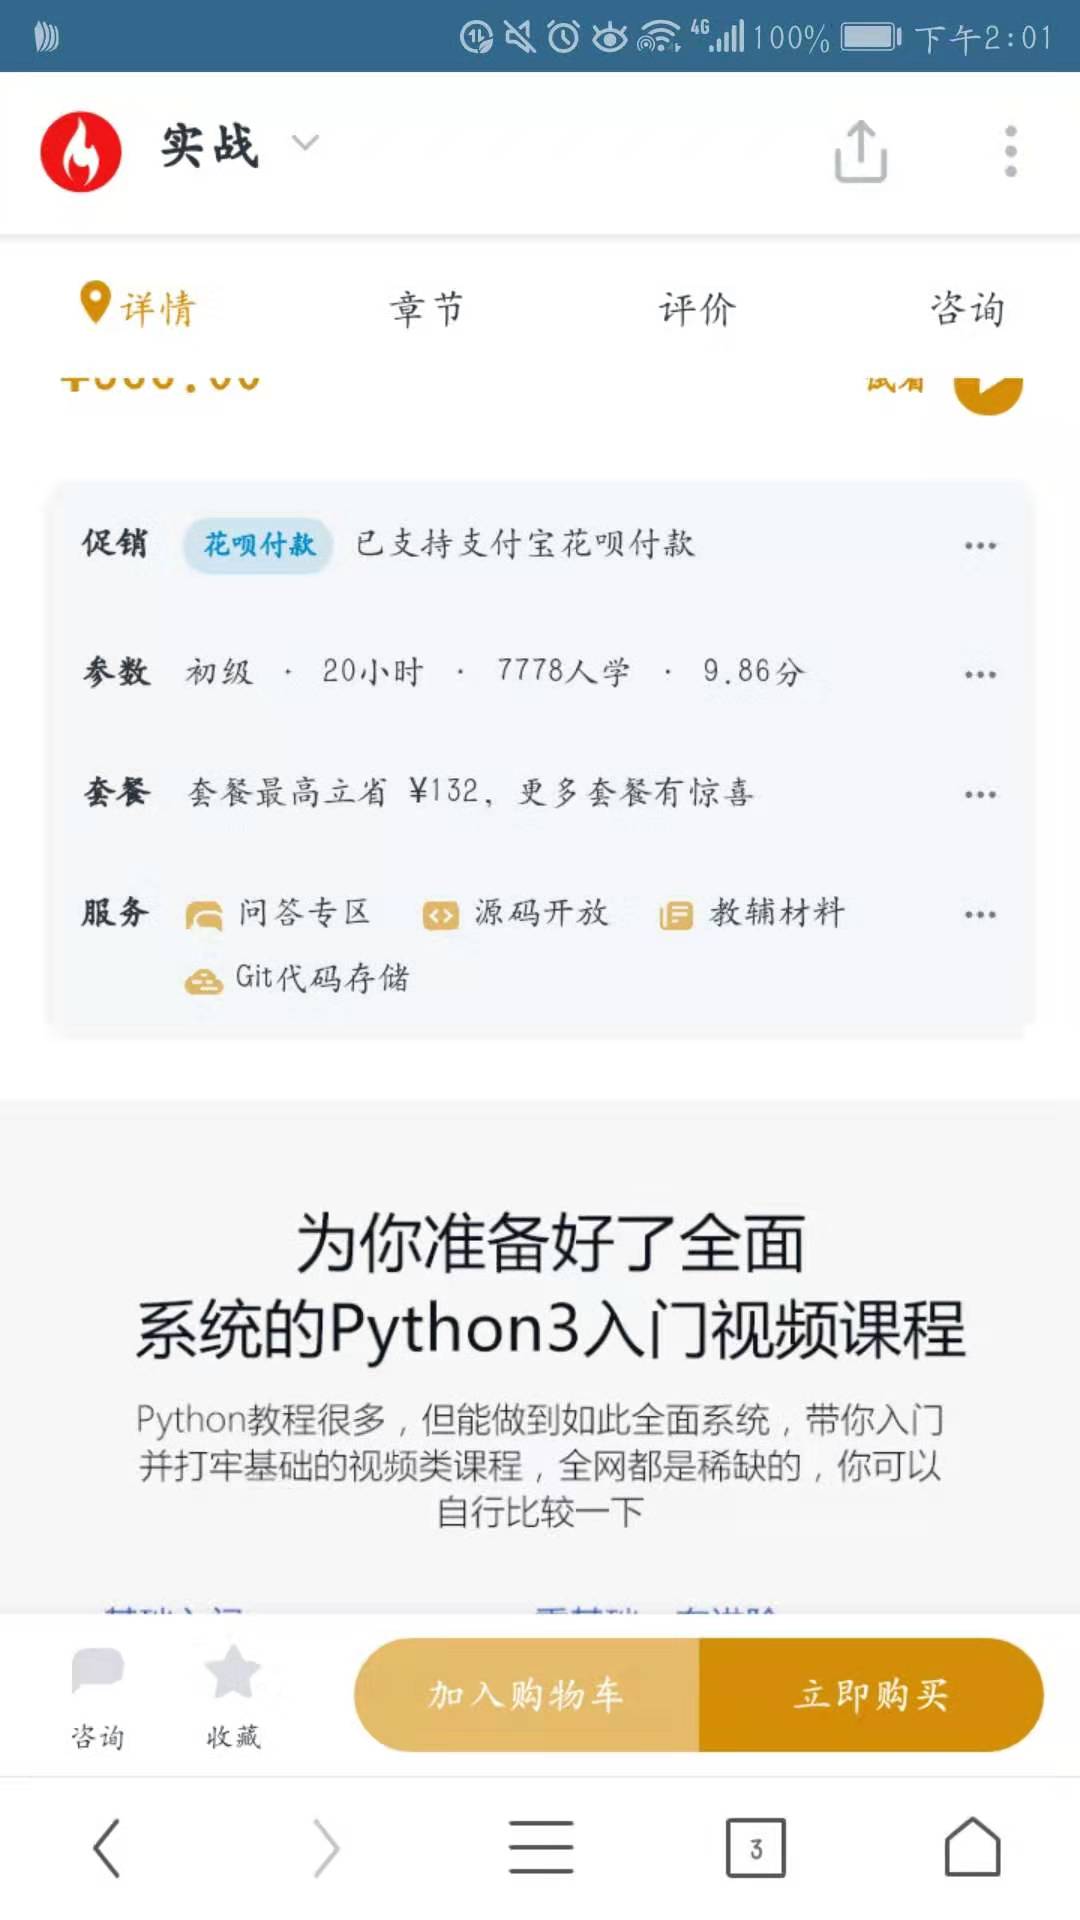 4G 100% 下午2:01
实战
详情 章节 评价 咨询
试看
促销 花呗付款 已支持支付宝花呗付款
参数 初级 · 20小时 · 7778人学 · 9.86分
套餐 套餐最高立省 ¥132, 更多套餐有惊喜
服务 问答专区 源码开放 教辅材料
Git代码存储
为你准备好了全面
系统的Python3入门视频课程
Python教程很多，但能做到如此全面系统，带你入门
并打牢基础的视频类课程，全网都是稀缺的，你可以
自行比较一下
咨询 收藏 加入购物车 立即购买
3